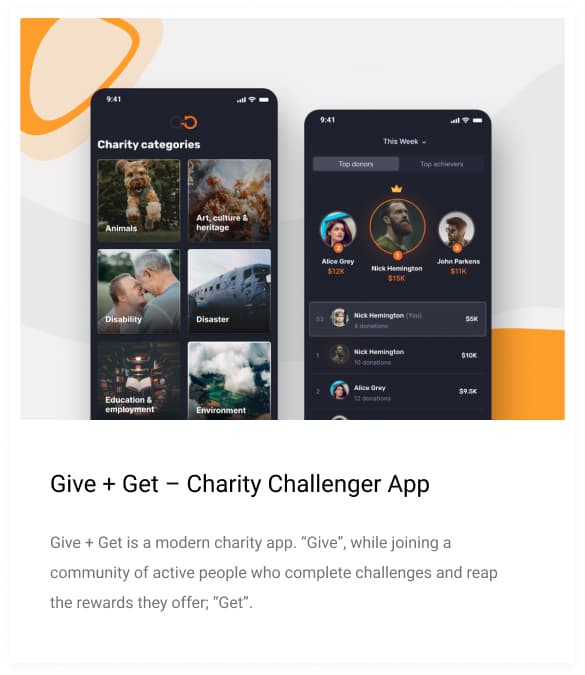 9:41
Charity categories
Animals
Art, culture &
heritage
Disability
Disaster
Education &
employment
Environment
9:41
This Week
Top donors
Top achievers
2
Alice Grey
$12K
1
Nick Hemington
$15K
3
John Parkens
$11K
53
Nick Hemington (You)
4 donations
$5K
1
Nick Hemington
10 donations
$10K
2
Alice Grey
12 donations
$9.5K
Give + Get – Charity Challenger App
Give + Get is a modern charity app. “Give”, while joining a
community of active people who complete challenges and reap
the rewards they offer; “Get”.